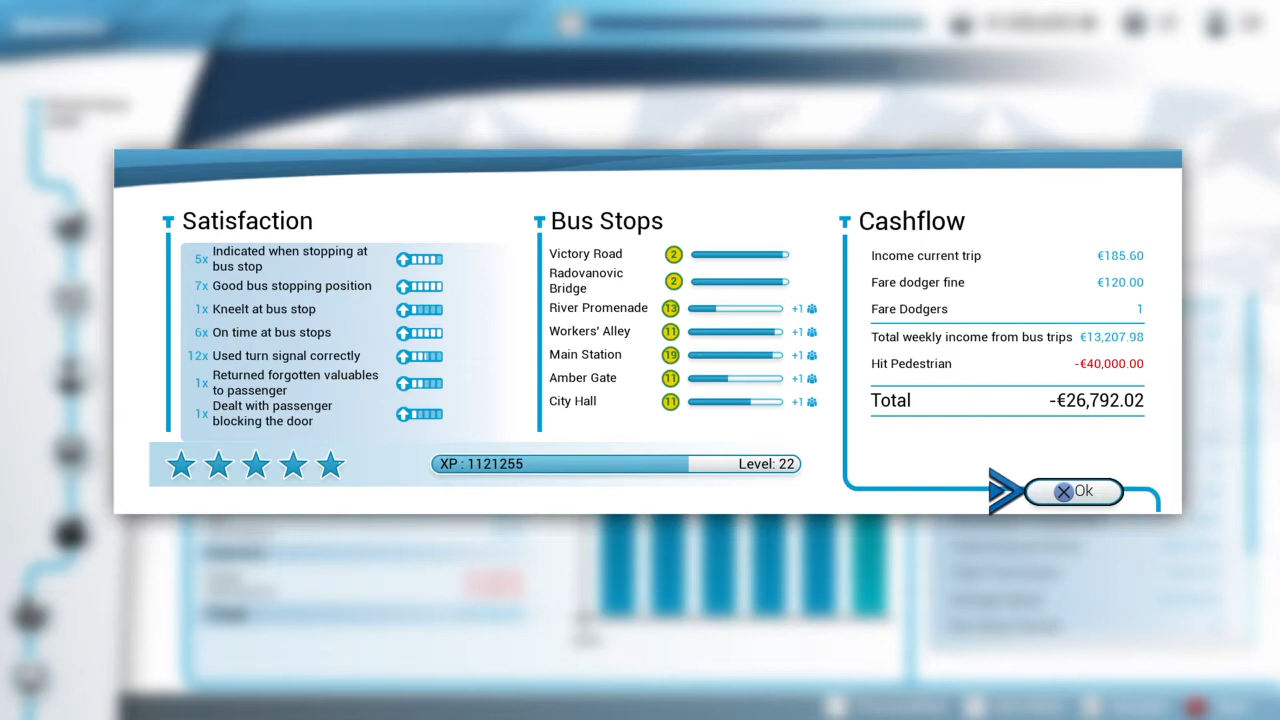 Satisfaction
5x Indicated when stopping at
bus stop
7x Good bus stopping position
1x Kneelt at bus stop
6x On time at bus stops
12x Used turn signal correctly
1x Returned forgotten valuables
to passenger
1x Dealt with passenger
blocking the door
Bus Stops
Victory Road 2
Radovanovic
Bridge 2
River Promenade 13 +1
Workers' Alley 11 +1
Main Station 19 +1
Amber Gate 11 +1
City Hall 11 +1
Cashflow
Income current trip €185.60
Fare dodger fine €120.00
Fare Dodgers 1
Total weekly income from bus trips €13,207.98
Hit Pedestrian -€40,000.00
Total -€26,792.02
XP : 1121255 Level: 22
Ok